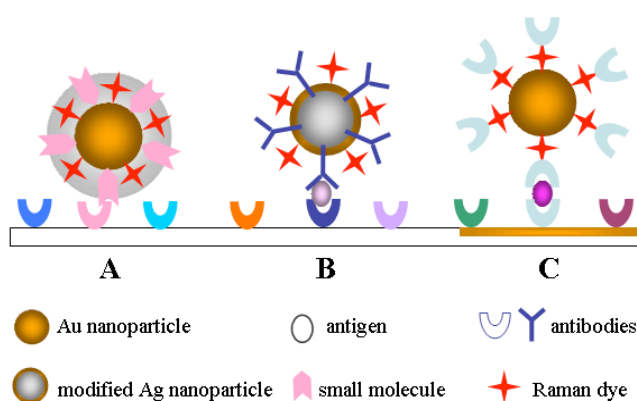 A B C
Au nanoparticle antigen antibodies
modified Ag nanoparticle small molecule Raman dye